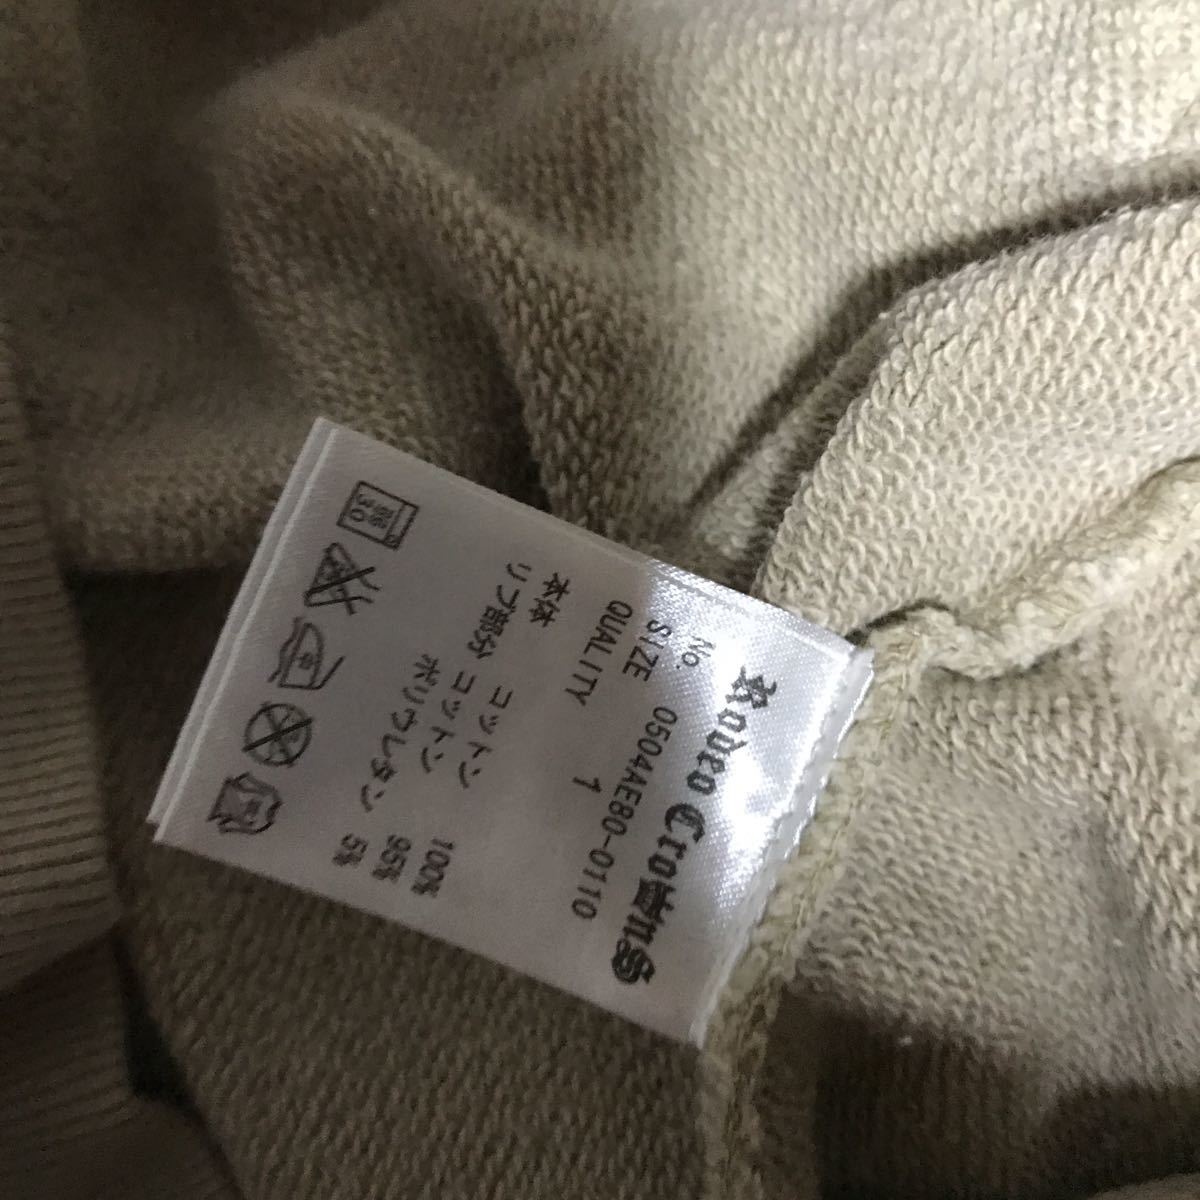 Rodeo Crowns
No. 0504AE80-0110
SIZE 1
QUALITY
本体 コットン 100%
リブ部分 コットン 95%
ポリウレタン 5%
30